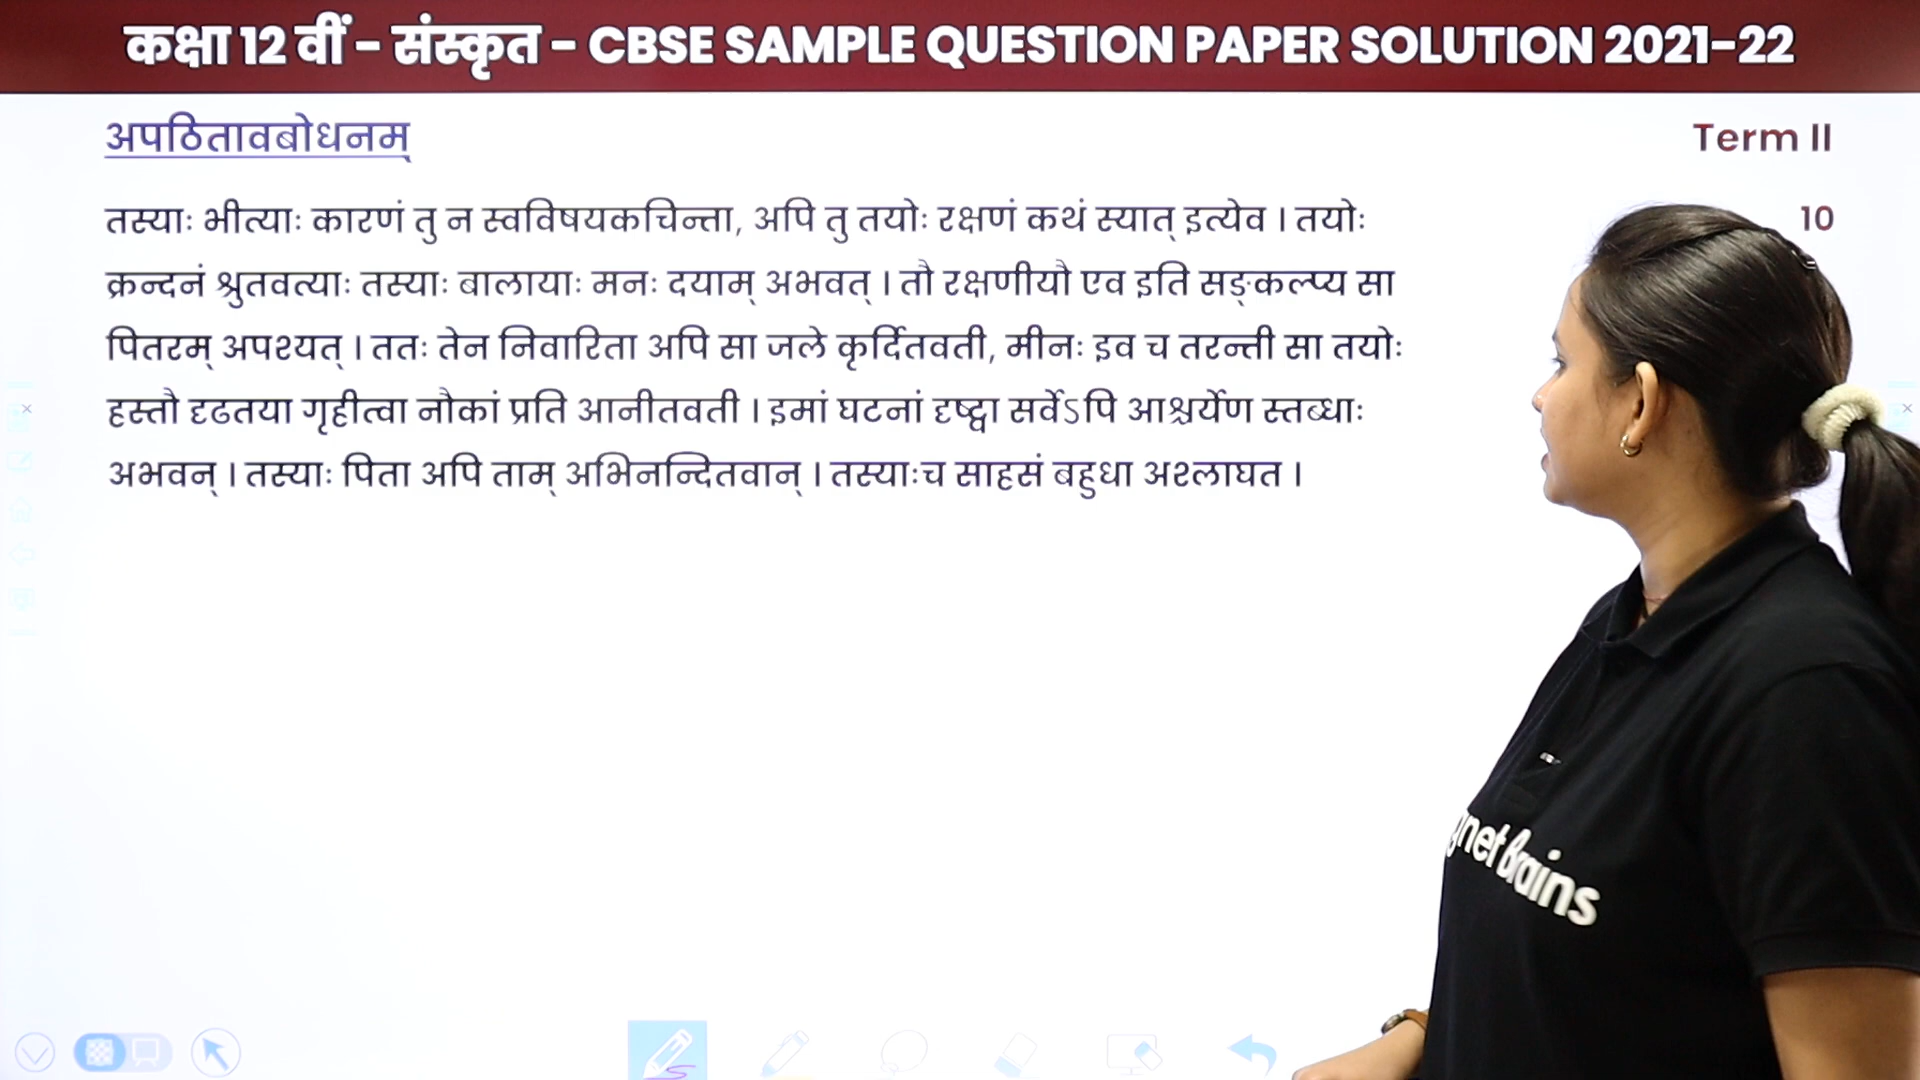 कक्षा 12 वीं - संस्कृत - CBSE SAMPLE QUESTION PAPER SOLUTION 2021-22
अपठितावबोधनम्
Term II
तस्याः भीत्याः कारणं तु न स्वविषयकचिन्ता, अपि तु तयोः रक्षणं कथं स्यात् इत्येव । तयोः
10
क्रन्दनं श्रुतवत्याः तस्याः बालायाः मनः दयाम् अभवत् । तौ रक्षणीयौ एव इति सङ्कल्प्य सा
पितरम् अपश्यत् । ततः तेन निवारिता अपि सा जले कृर्दितवती, मीनः इव च तरन्ती सा तयोः
हस्तौ दृढतया गृहीत्वा नौकां प्रति आनीतवती । इमां घटनां दृष्ट्वा सर्वेऽपि आश्चर्येण स्तब्धाः
अभवन् । तस्याः पिता अपि ताम् अभिनन्दितवान् । तस्याःच साहसं बहुधा अश्लाघत ।
gnet Brains